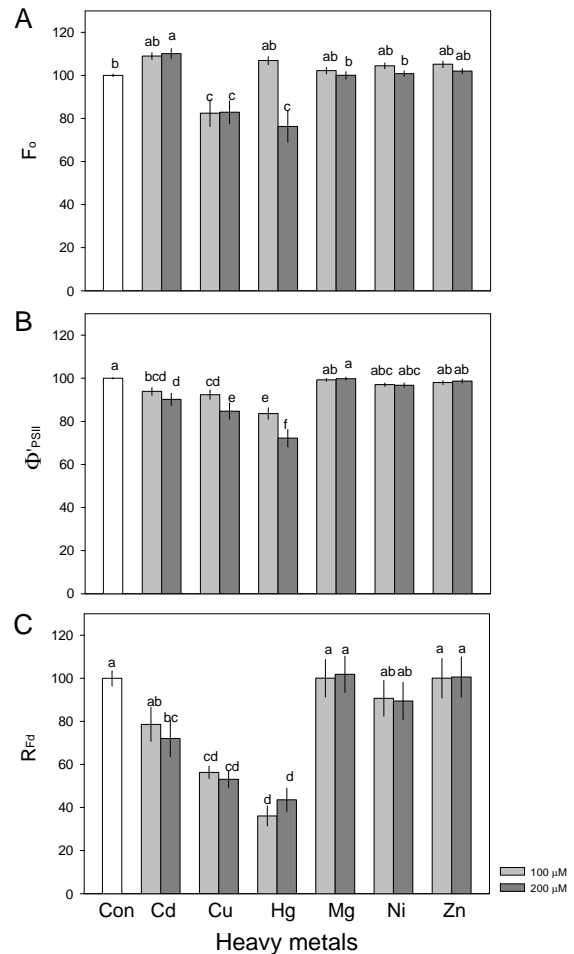 A
120
100
80
60
40
20
0
Fo
b
ab
a
c
c
ab
c
ab
b
ab
b
ab
ab
B
120
100
80
60
40
20
0
Φ'PSII
a
bcd
d
cd
e
e
f
ab
a
abc
abc
ab
ab
C
120
100
80
60
40
20
0
RFd
a
ab
bc
cd
cd
d
d
a
a
ab
ab
a
a
Con Cd Cu Hg Mg Ni Zn
Heavy metals
100 μM
200 μM